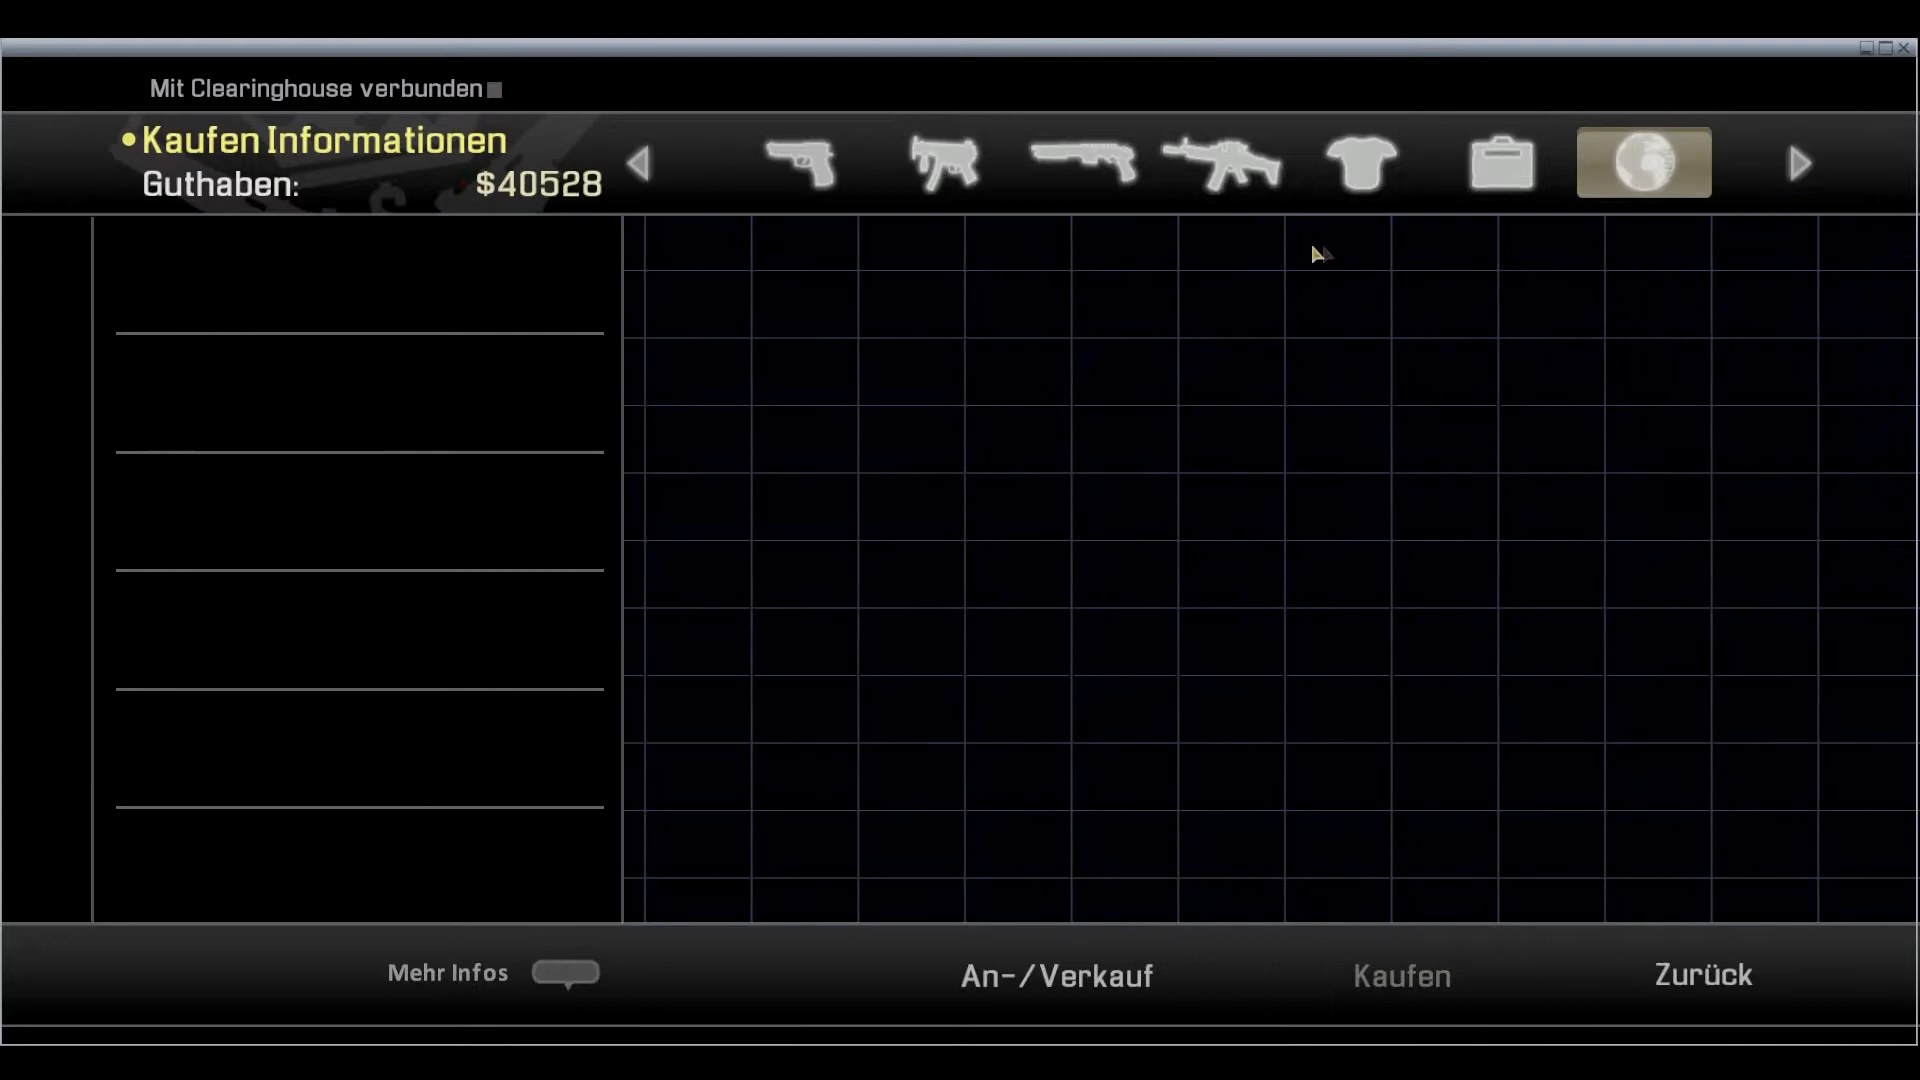 Mit Clearinghouse verbunden
Kaufen Informationen
Guthaben: $40528
Mehr Infos
An-/Verkauf
Kaufen
Zurück